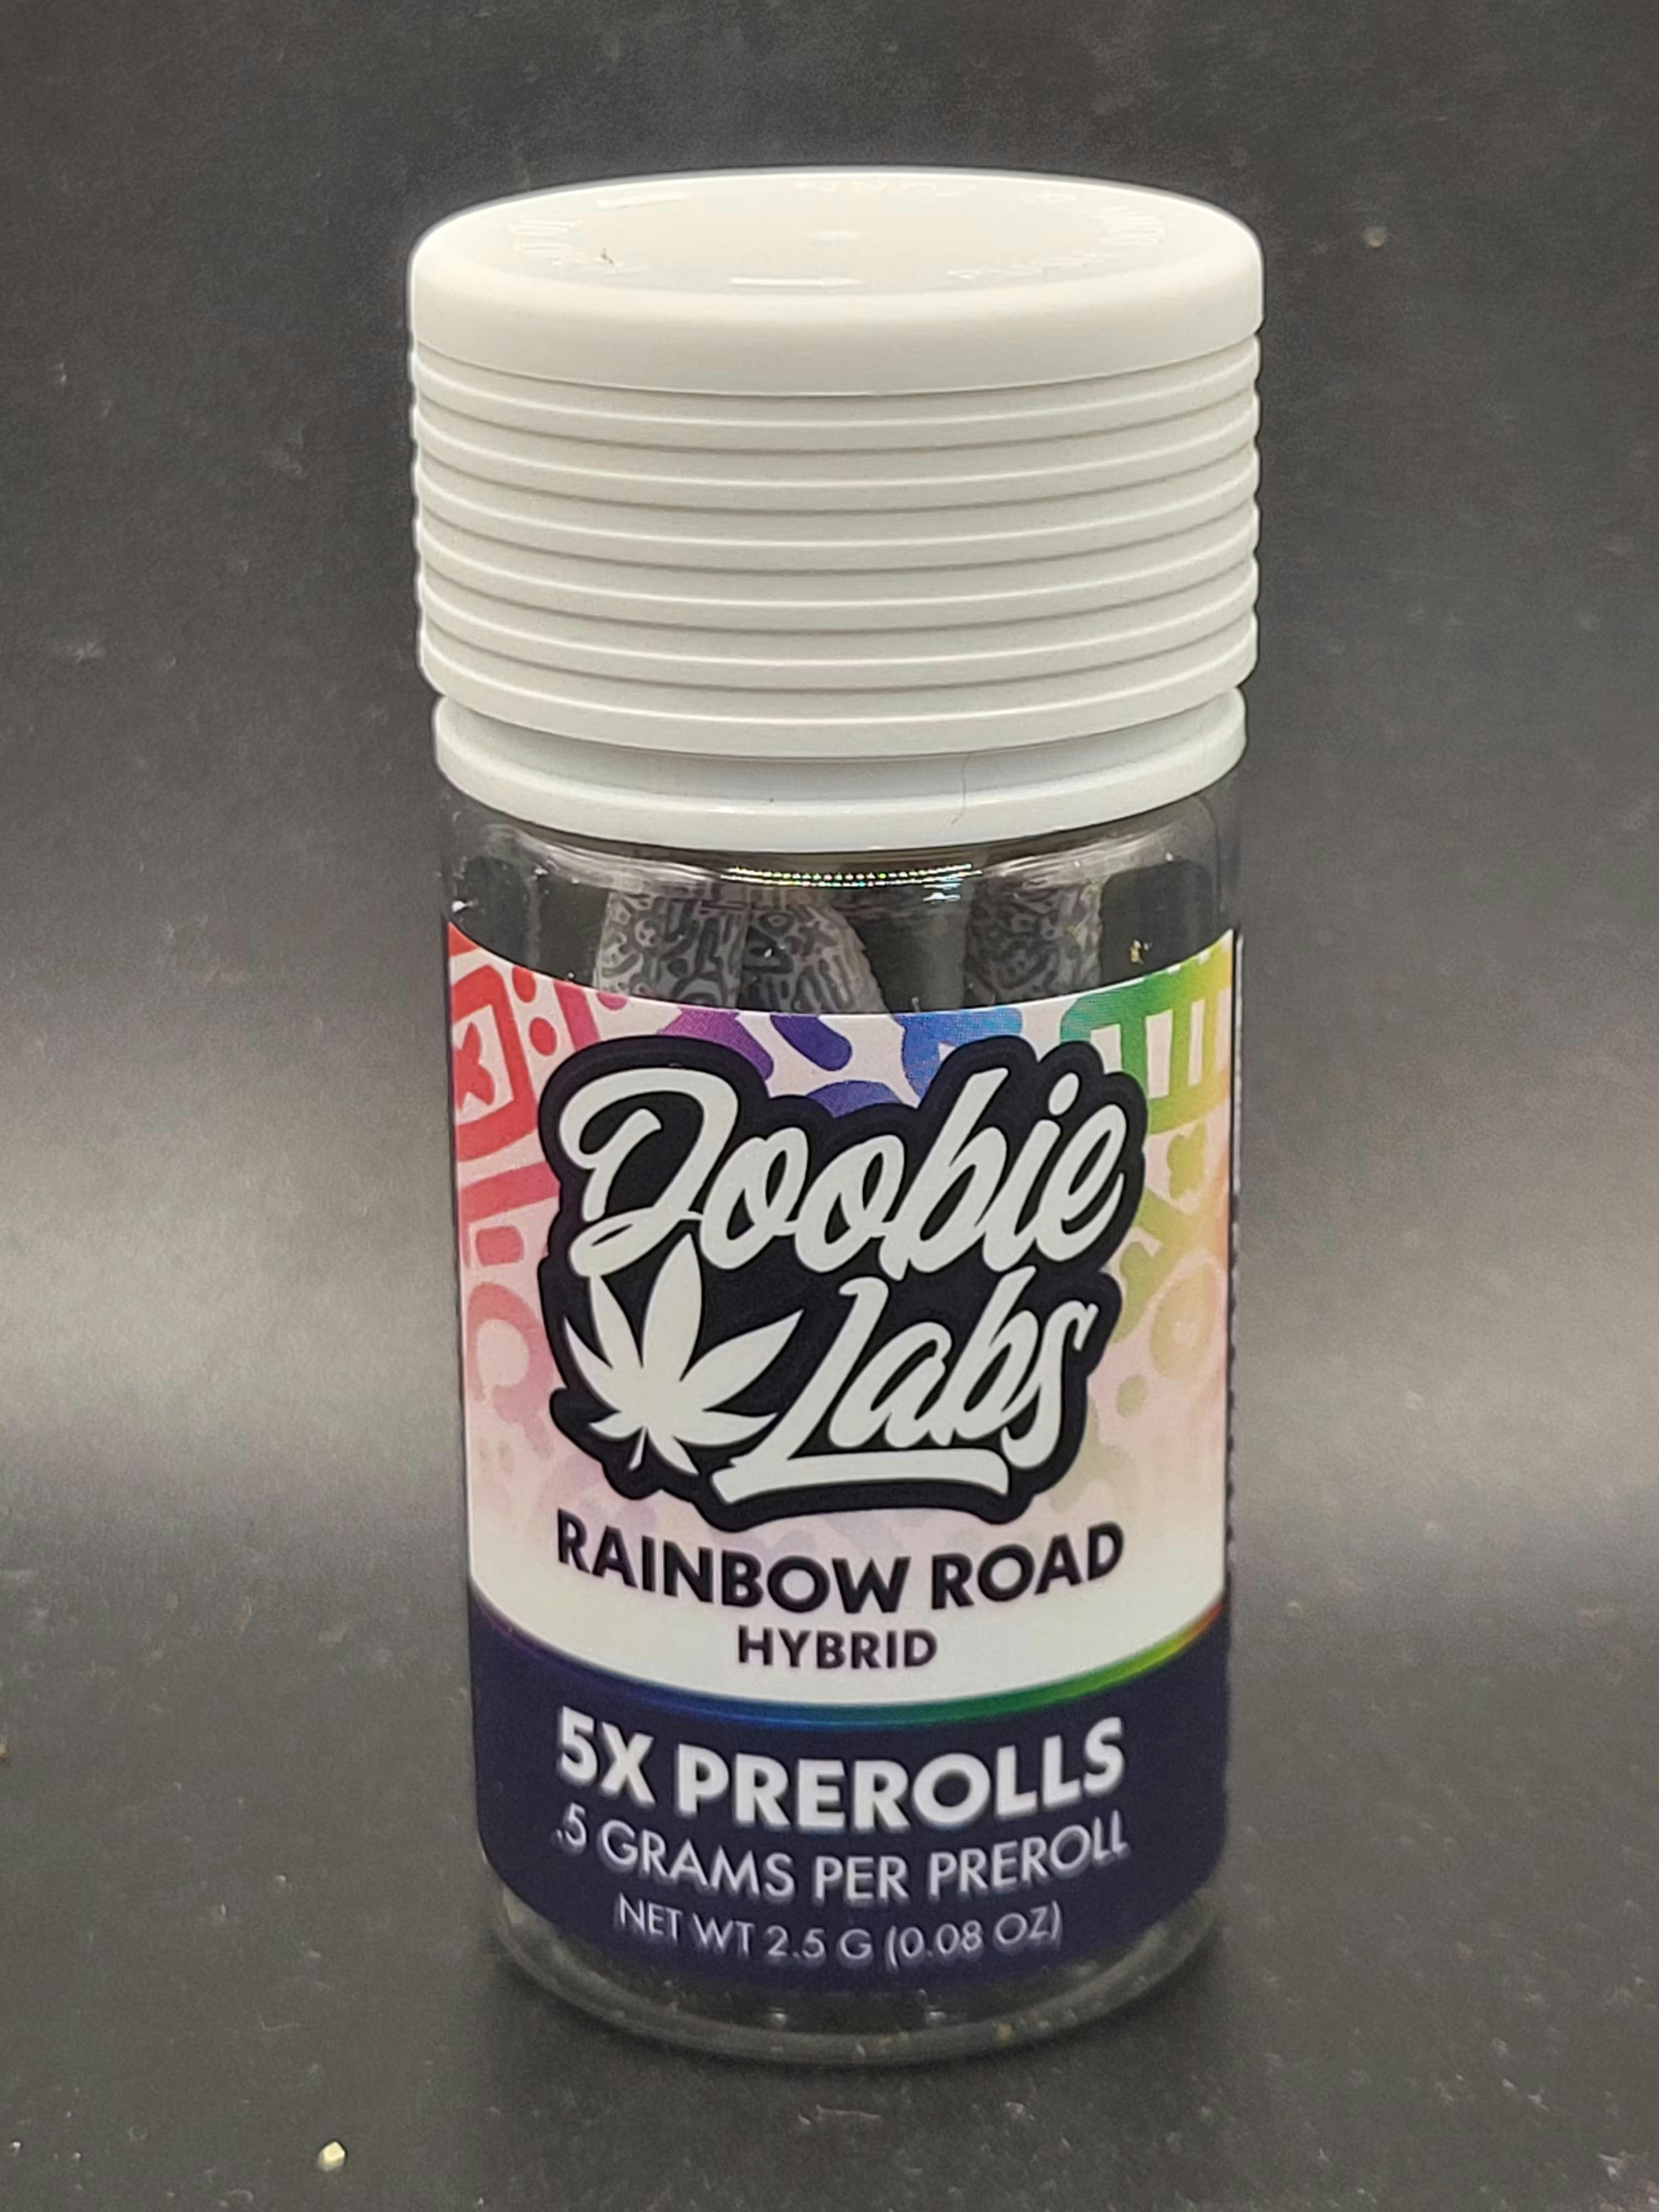 Doobie
Labs
RAINBOW ROAD
HYBRID
5X PREROLLS
.5 GRAMS PER PREROLL
NET WT 2.5 G (0.08 OZ)